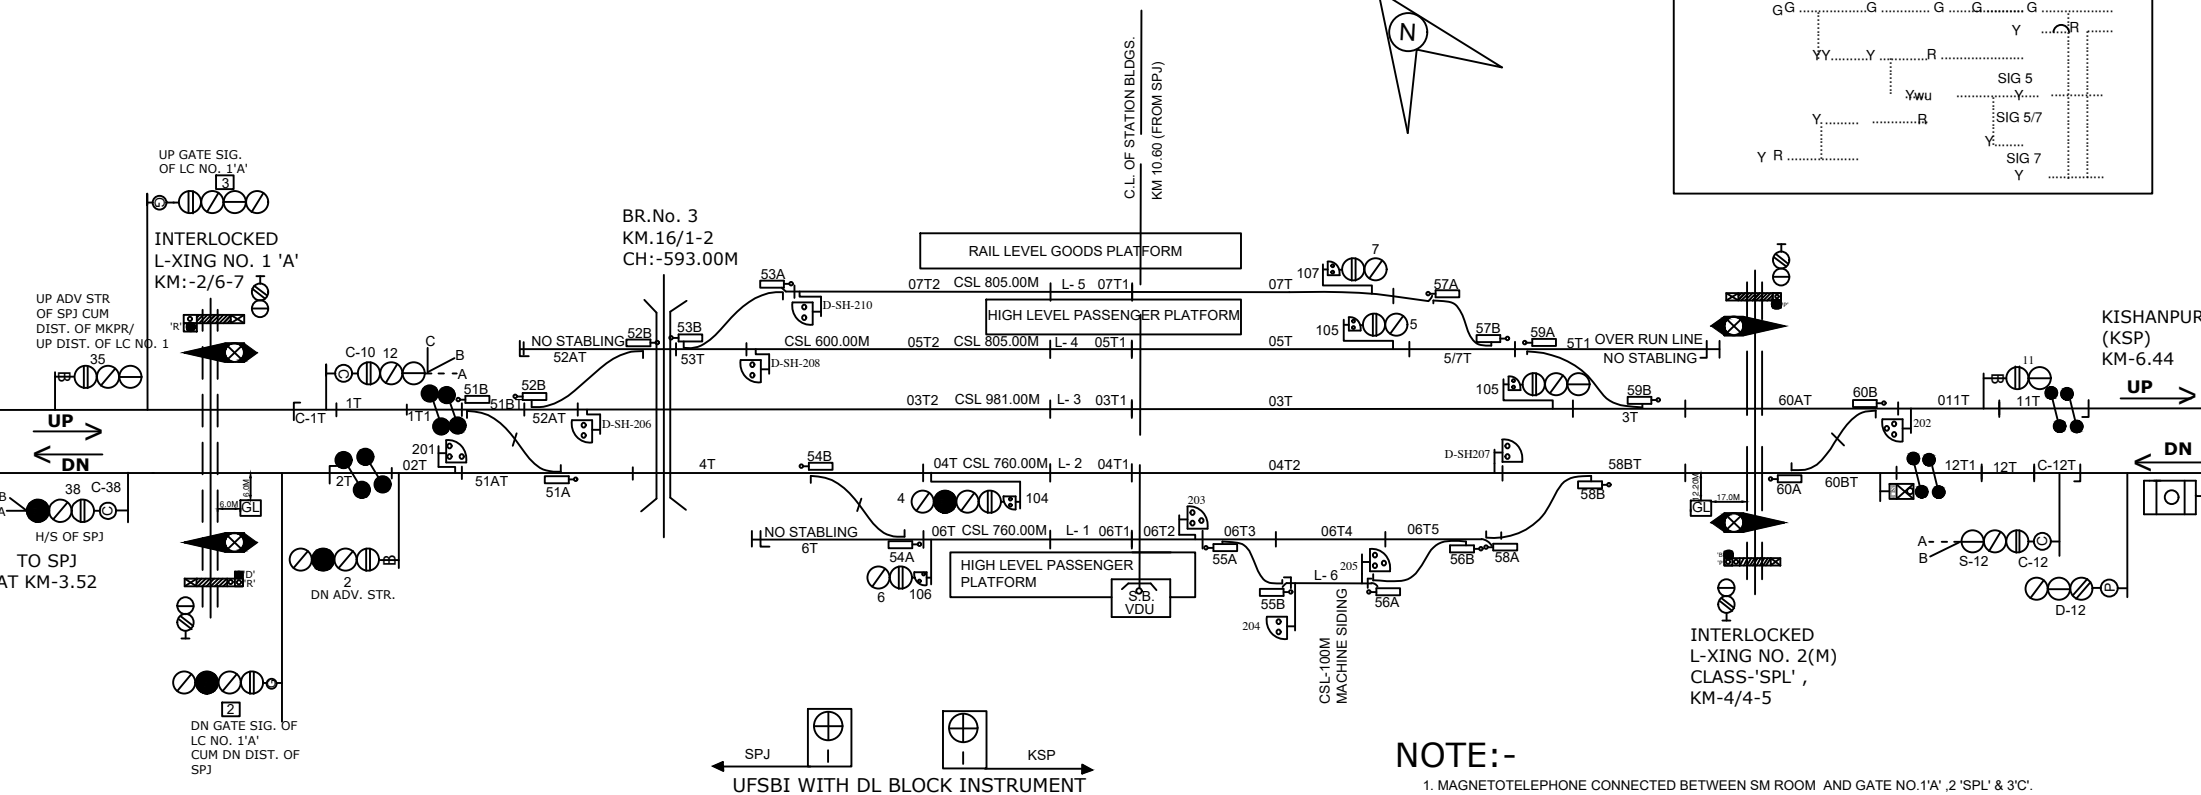 GG G G G G
Y R
YY Y R
SIG 5
Ywu Y
SIG 5/7
Y R
Y
Y R SIG 7
Y
N
C.L. OF STATION BLDGS.
KM 10.60 (FROM SPJ)
UP GATE SIG.
OF LC NO. 1'A'
3
G
INTERLOCKED
L-XING NO. 1 'A'
KM:-2/6-7
'R'
UP ADV STR
OF SPJ CUM
DIST. OF MKPR/
UP DIST. OF LC NO. 1
35
B
BR.No. 3
KM.16/1-2
CH:-593.00M
RAIL LEVEL GOODS PLATFORM
53A
07T2 CSL 805.00M L- 5 07T1 07T
107 7
57A
D-SH-210
HIGH LEVEL PASSENGER PLATFORM
NO STABLING 52B 53B
52AT 53T
CSL 600.00M 05T2 CSL 805.00M L- 4 05T1 05T
105 5
57B 59A
5/7T 5T1 OVER RUN LINE
NO STABLING
D-SH-208
C-10 12 C
B
A
C
51B 52B
C-1T 1T 1T1 51BT 52AT
D-SH-206
03T2 CSL 981.00M L- 3 03T1 03T
105
59B
3T
60AT 60B 011T 11 11T
B
202
KISHANPUR
(KSP)
KM-6.44
UP
UP
DN
DN
201
2T 02T 51AT 51A
4T 54B
04T CSL 760.00M L- 2 04T1 04T2
D-SH207
58BT
58B
60A 60BT 12T1 12T C-12T
B
A
38 C-38
C
H/S OF SPJ
TO SPJ
AT KM-3.52
6.0M
6.0M
GL
'R'
2
DN ADV. STR.
B
4 104
NO STABLING 06T CSL 760.00M L- 1 06T1 06T2 06T3 06T4 06T5
6T
203
54A
55A
56B 58A
6 106
HIGH LEVEL PASSENGER
PLATFORM
S.B.
VDU
L- 6
205
55B 56A
204
CSL-100M
MACHINE SIDING
12.20M
17.0M
GL
A
B
S-12 C-12
C
D-12
P
INTERLOCKED
L-XING NO. 2(M)
CLASS-'SPL' ,
KM-4/4-5
G
2
DN GATE SIG. OF
LC NO. 1'A'
CUM DN DIST. OF
SPJ
SPJ KSP
UFSBI WITH DL BLOCK INSTRUMENT
NOTE:-
1. MAGNETOTELEPHONE CONNECTED BETWEEN SM ROOM AND GATE NO.1'A' ,2 'SPL' & 3'C'.